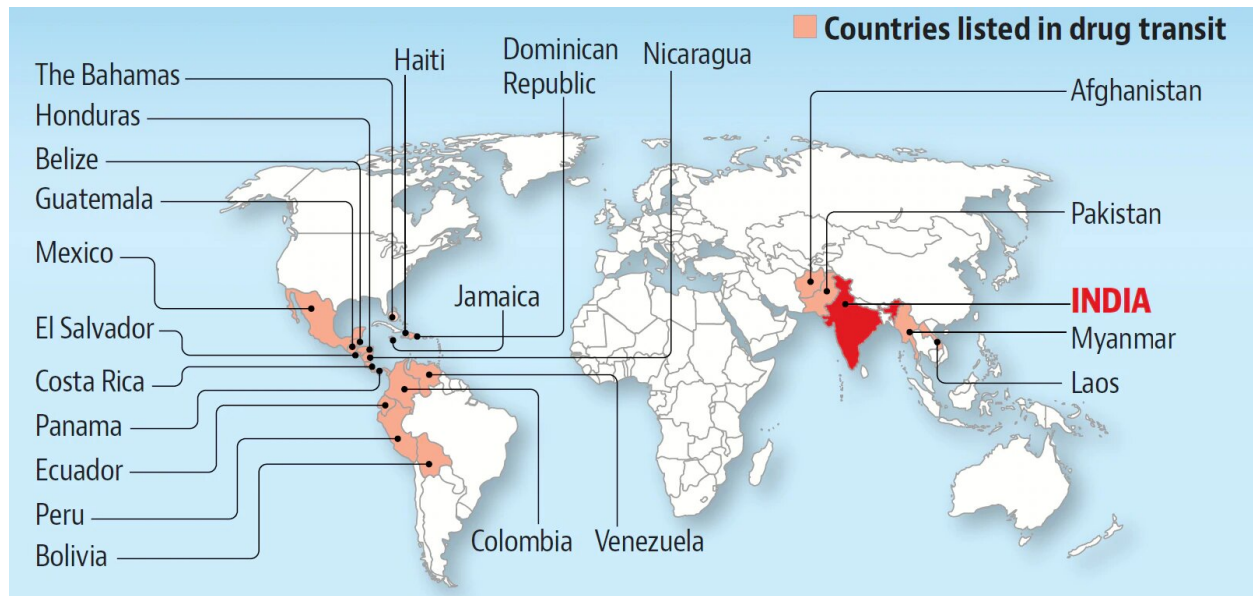 Countries listed in drug transit
The Bahamas
Haiti
Dominican
Republic
Nicaragua
Afghanistan
Honduras
Belize
Guatemala
Pakistan
Mexico
Jamaica
INDIA
El Salvador
Myanmar
Costa Rica
Laos
Panama
Ecuador
Peru
Colombia
Venezuela
Bolivia